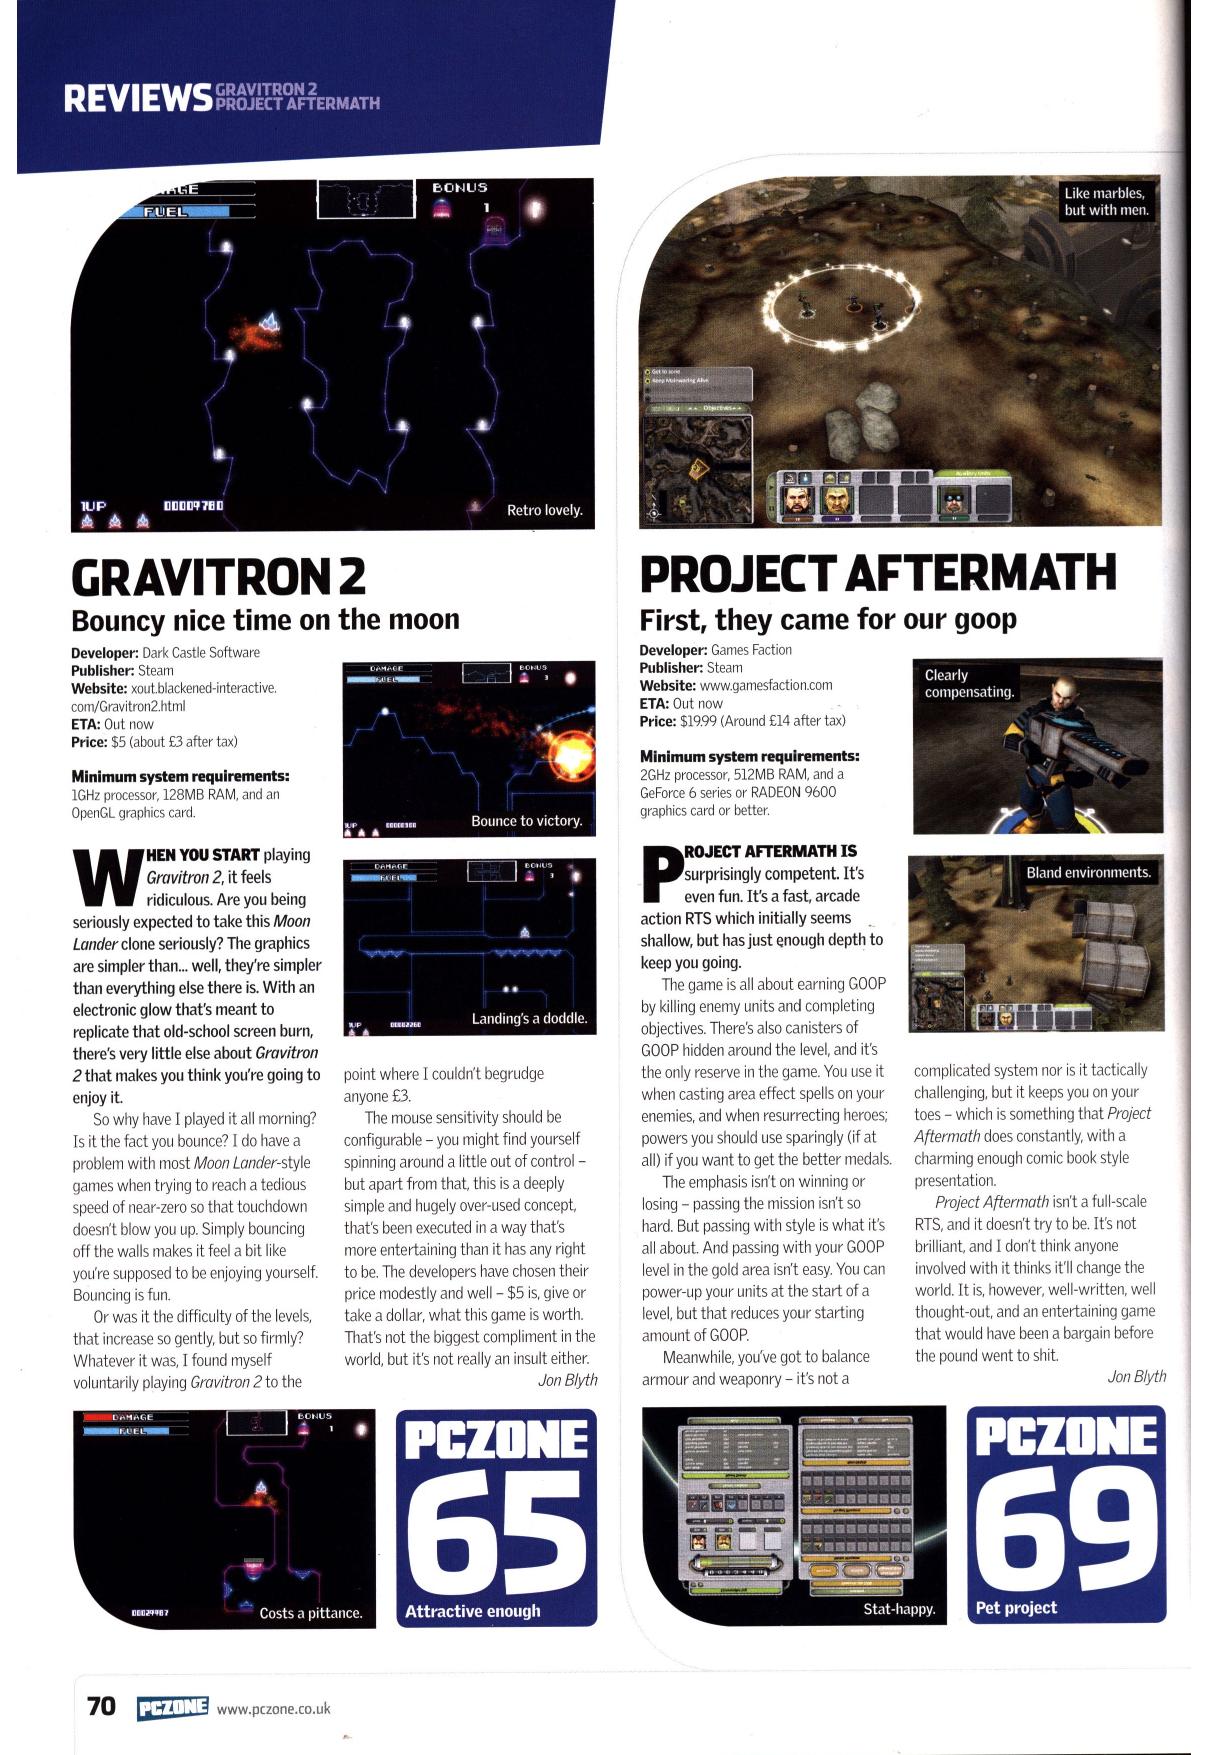 REVIEWS GRAVITRON 2
PROJECT AFTERMATH
FUEL
BONUS
1
1UP 00009780
Retro lovely.
GRAVITRON 2
Bouncy nice time on the moon
Developer: Dark Castle Software
Publisher: Steam
Website: xout.blackened-interactive.
com/Gravitron2.html
ETA: Out now
Price: $5 (about £3 after tax)
Minimum system requirements:
1GHz processor, 128MB RAM, and an
OpenGL graphics card.
DAMAGE
FUEL
BONUS
3
1UP 00000300
Bounce to victory.
DAMAGE
FUEL
BONUS
3
1UP 00002260
Landing's a doddle.
WHEN YOU START playing
Gravitron 2, it feels
ridiculous. Are you being
seriously expected to take this Moon
Lander clone seriously? The graphics
are simpler than... well, they're simpler
than everything else there is. With an
electronic glow that's meant to
replicate that old-school screen burn,
there's very little else about Gravitron
2 that makes you think you're going to
enjoy it.
So why have I played it all morning?
Is it the fact you bounce? I do have a
problem with most Moon Lander-style
games when trying to reach a tedious
speed of near-zero so that touchdown
doesn't blow you up. Simply bouncing
off the walls makes it feel a bit like
you're supposed to be enjoying yourself.
Bouncing is fun.
Or was it the difficulty of the levels,
that increase so gently, but so firmly?
Whatever it was, I found myself
voluntarily playing Gravitron 2 to the
point where I couldn't begrudge
anyone £3.
The mouse sensitivity should be
configurable – you might find yourself
spinning around a little out of control –
but apart from that, this is a deeply
simple and hugely over-used concept,
that's been executed in a way that's
more entertaining than it has any right
to be. The developers have chosen their
price modestly and well – $5 is, give or
take a dollar, what this game is worth.
That's not the biggest compliment in the
world, but it's not really an insult either.
Jon Blyth
DAMAGE
FUEL
BONUS
1
00029987
Costs a pittance.
PCZONE
65
Attractive enough
Like marbles,
but with men.
Get to zone
Keep Mainwaring Alive
Objectives
Auxiliary Units
PROJECT AFTERMATH
First, they came for our goop
Developer: Games Faction
Publisher: Steam
Website: www.gamesfaction.com
ETA: Out now
Price: $19.99 (Around £14 after tax)
Minimum system requirements:
2GHz processor, 512MB RAM, and a
GeForce 6 series or RADEON 9600
graphics card or better.
Clearly
compensating.
Bland environments.
PROJECT AFTERMATH IS
surprisingly competent. It's
even fun. It's a fast, arcade
action RTS which initially seems
shallow, but has just enough depth to
keep you going.
The game is all about earning GOOP
by killing enemy units and completing
objectives. There's also canisters of
GOOP hidden around the level, and it's
the only reserve in the game. You use it
when casting area effect spells on your
enemies, and when resurrecting heroes;
powers you should use sparingly (if at
all) if you want to get the better medals.
The emphasis isn't on winning or
losing – passing the mission isn't so
hard. But passing with style is what it's
all about. And passing with your GOOP
level in the gold area isn't easy. You can
power-up your units at the start of a
level, but that reduces your starting
amount of GOOP.
Meanwhile, you've got to balance
armour and weaponry – it's not a
complicated system nor is it tactically
challenging, but it keeps you on your
toes – which is something that Project
Aftermath does constantly, with a
charming enough comic book style
presentation.
Project Aftermath isn't a full-scale
RTS, and it doesn't try to be. It's not
brilliant, and I don't think anyone
involved with it thinks it'll change the
world. It is, however, well-written, well
thought-out, and an entertaining game
that would have been a bargain before
the pound went to shit.
Jon Blyth
Stat-happy.
PCZONE
69
Pet project
70 PCZONE www.pczone.co.uk